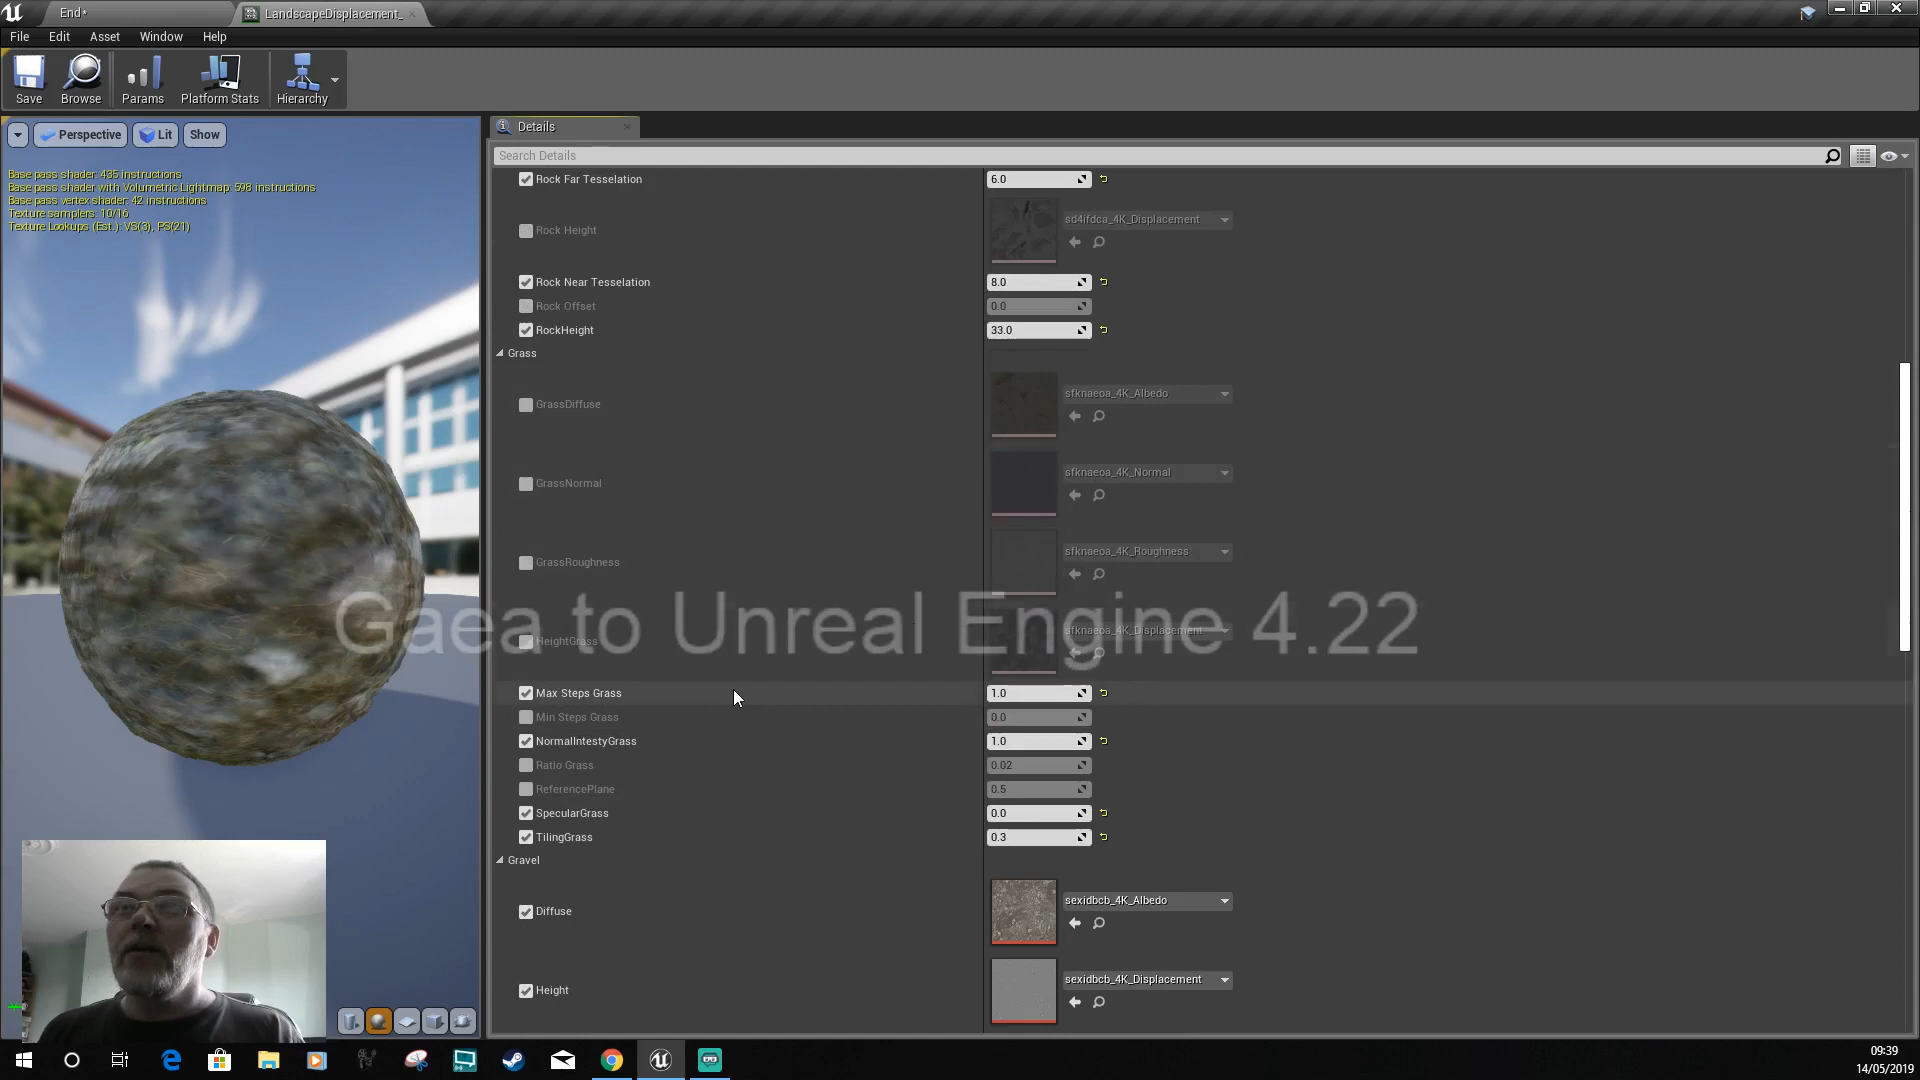 End*
LandscapeDisplacement_
File Edit Asset Window Help
Save Browse Params Platform Stats Hierarchy
Perspective Lit Show
Details
Search Details
Base pass shader: 435 instructions
Base pass shader with Volumetric Lightmap: 598 instructions
Base pass vertex shader: 42 instructions
Texture samplers: 10/16
Texture Lookups (Est.): VS(3), PS(21)
Rock Far Tesselation 6.0
Rock Height sd4ifdca_4K_Displacement
Rock Near Tesselation 8.0
Rock Offset 0.0
RockHeight 33.0
Grass
GrassDiffuse sfknaeoa_4K_Albedo
GrassNormal sfknaeoa_4K_Normal
GrassRoughness sfknaeoa_4K_Roughness
Gaea to Unreal Engine 4.22
HeightGrass sfknaeoa_4K_Displacement
Max Steps Grass 1.0
Min Steps Grass 0.0
NormalIntestyGrass 1.0
Ratio Grass 0.02
ReferencePlane 0.5
SpecularGrass 0.0
TilingGrass 0.3
Gravel
Diffuse sexidbcb_4K_Albedo
Height sexidbcb_4K_Displacement
09:39
14/05/2019